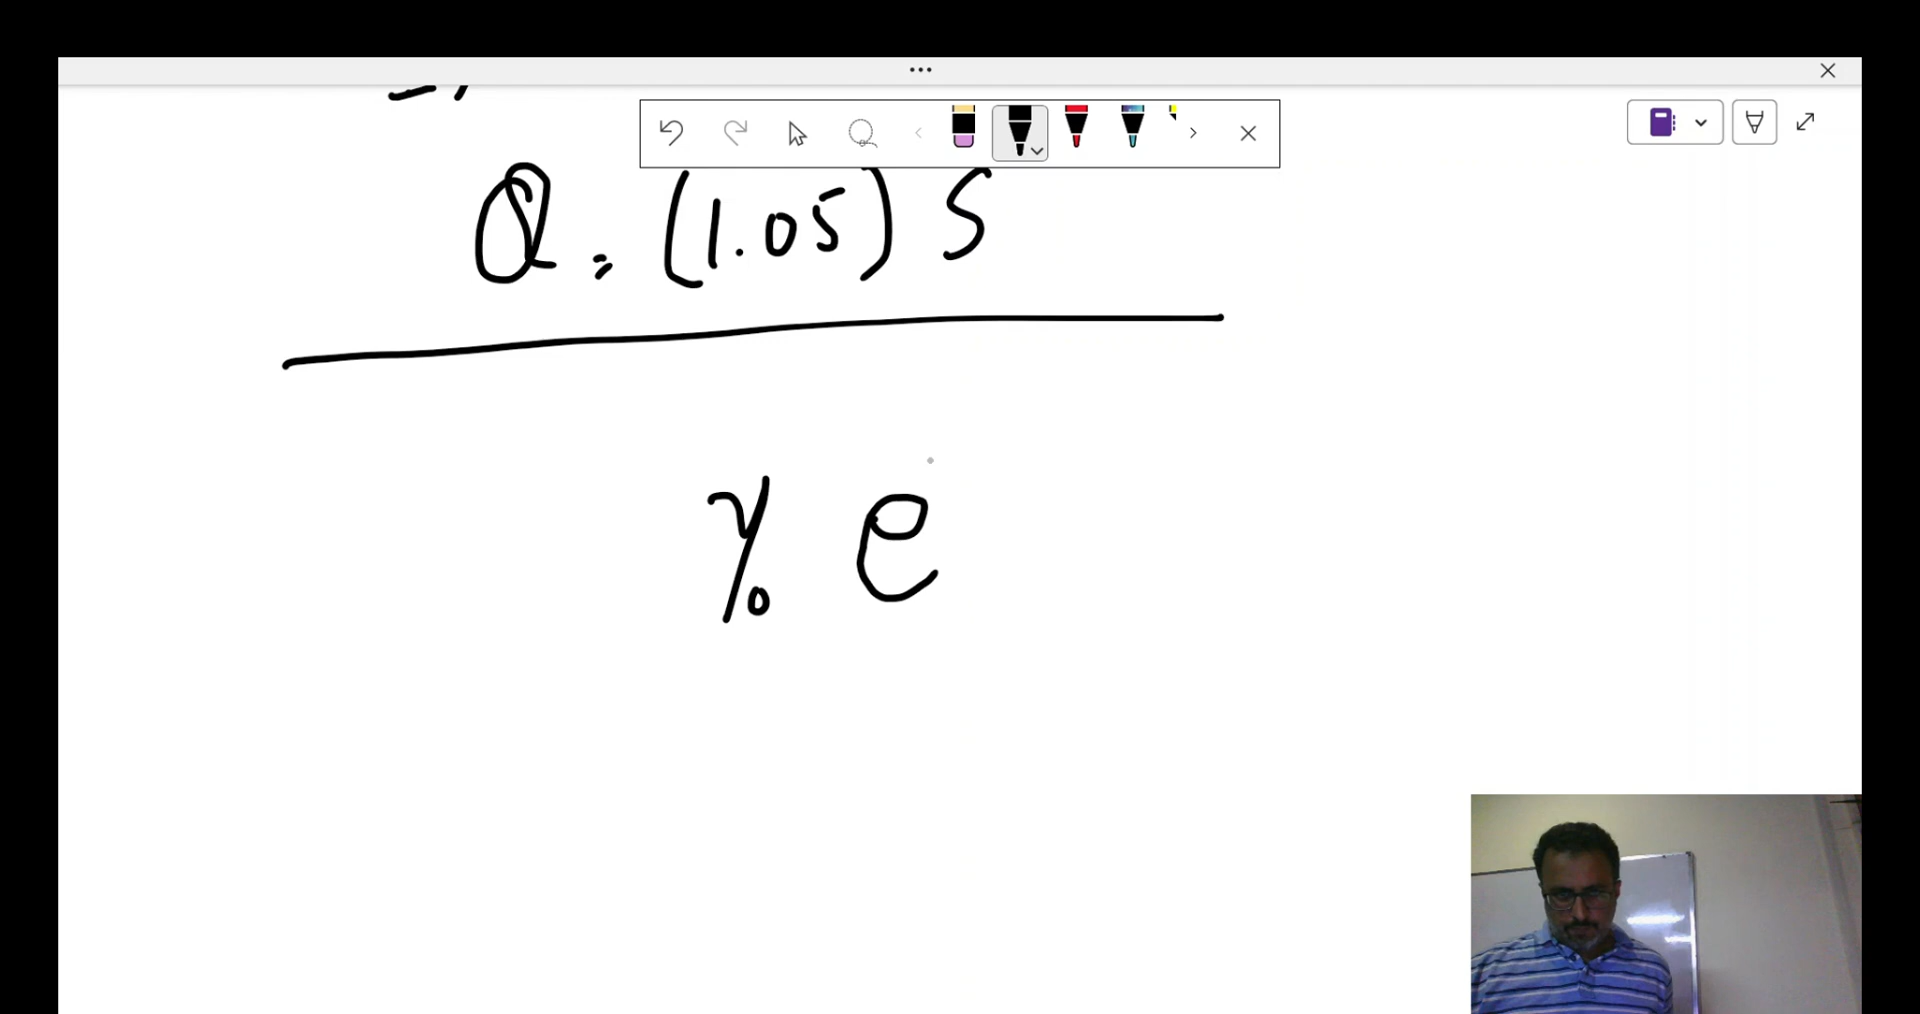 Q = (1.05) S
% e